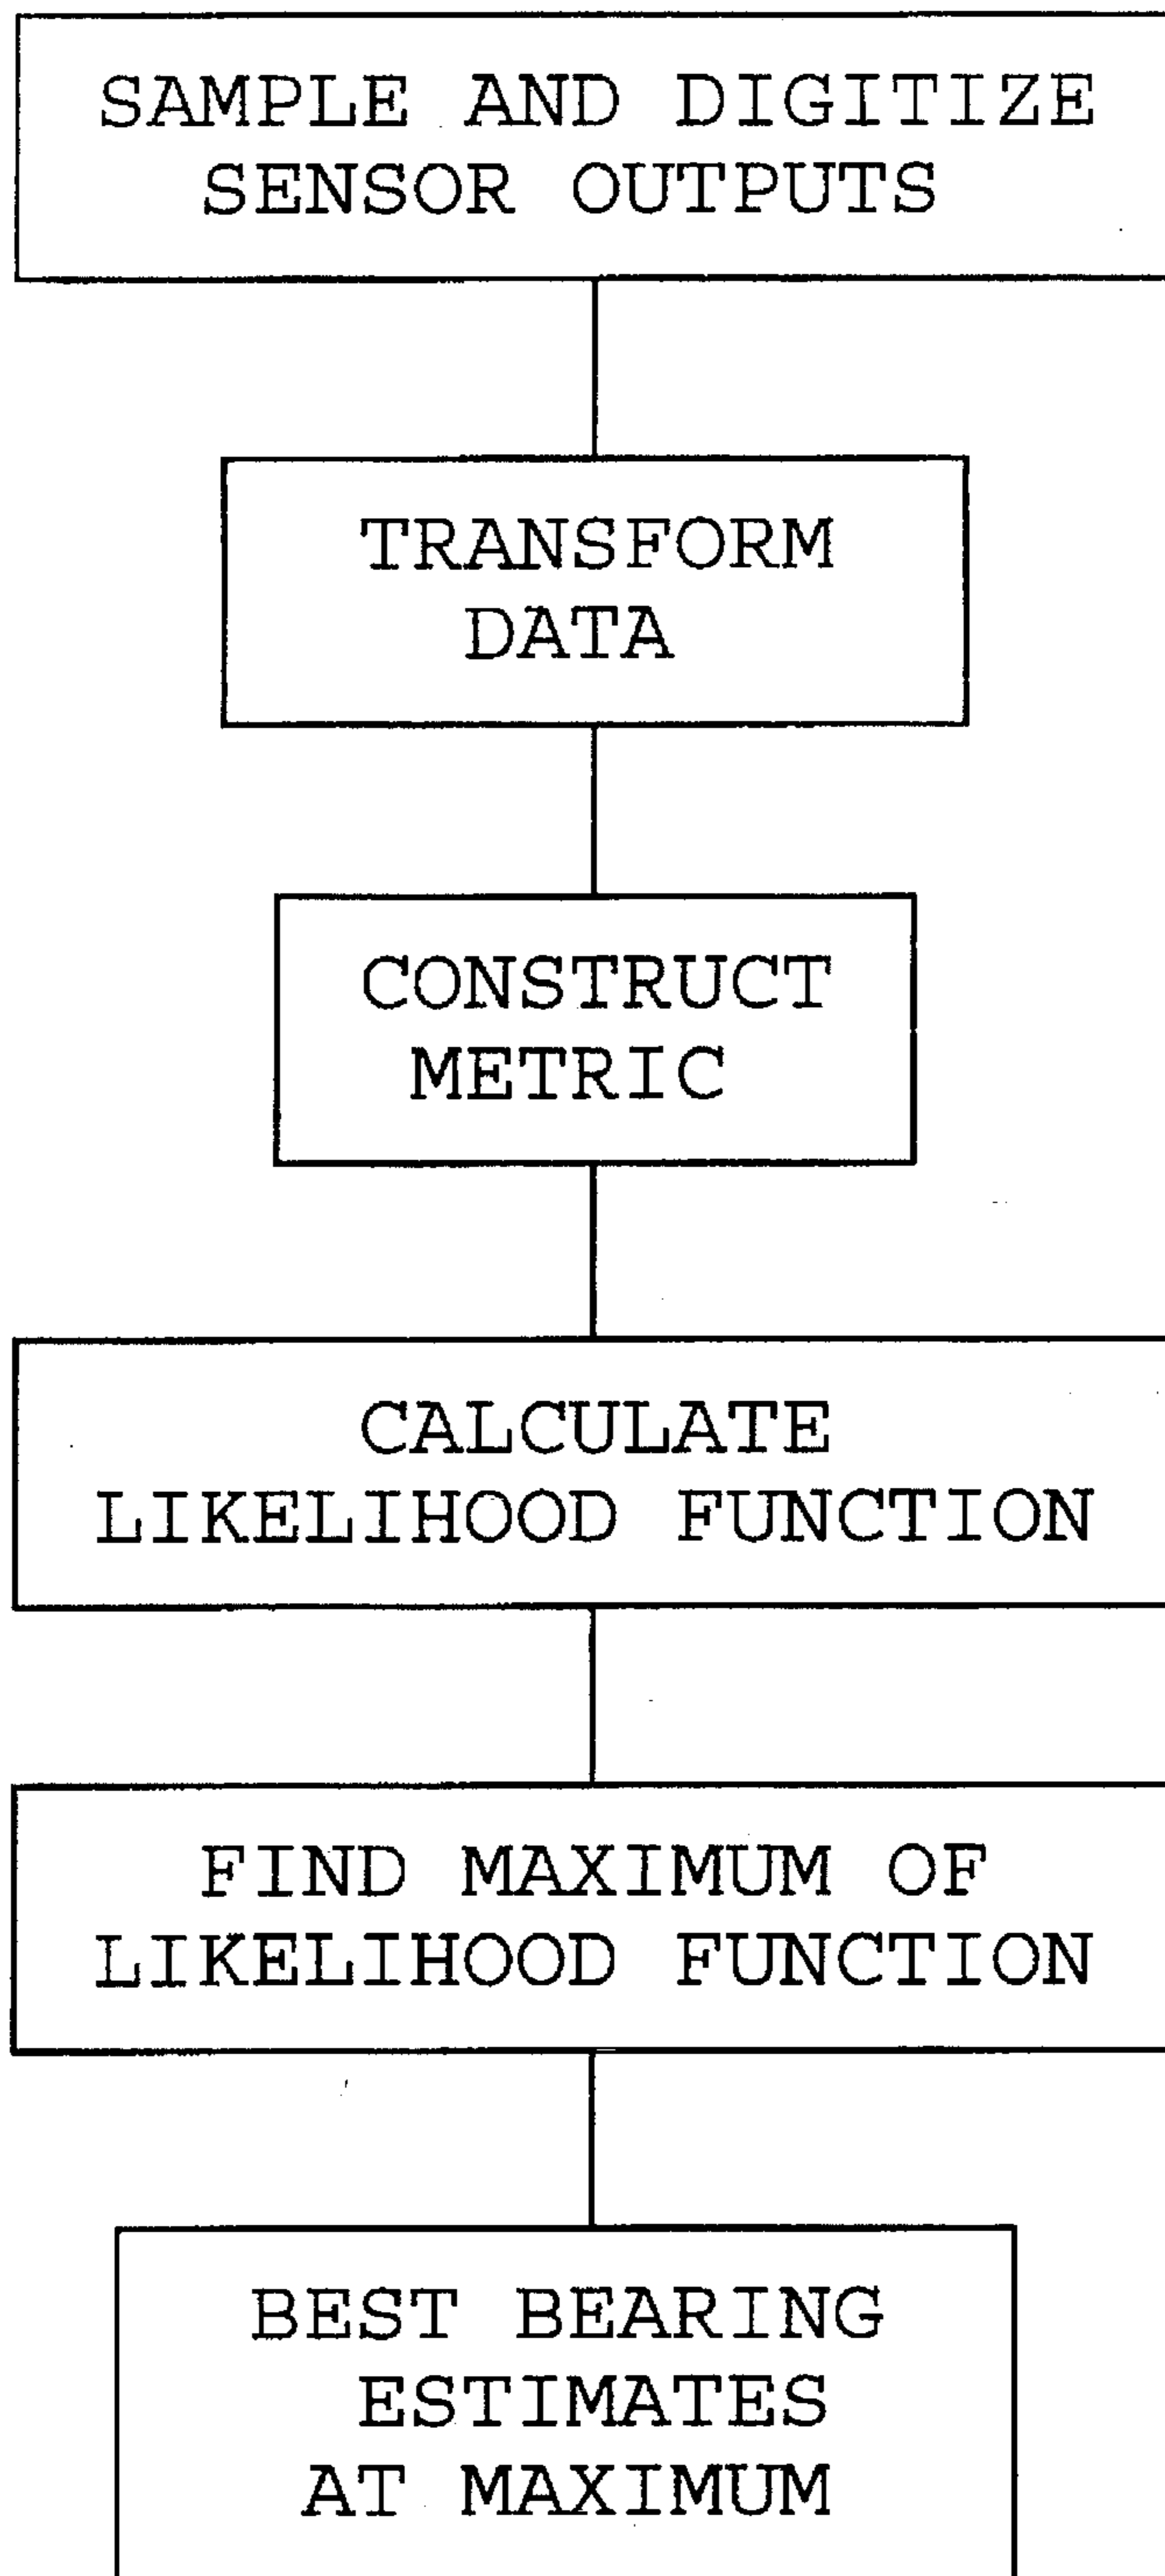 SAMPLE AND DIGITIZE
SENSOR OUTPUTS
TRANSFORM
DATA
CONSTRUCT
METRIC
CALCULATE
LIKELIHOOD FUNCTION
FIND MAXIMUM OF
LIKELIHOOD FUNCTION
BEST BEARING
ESTIMATES
AT MAXIMUM